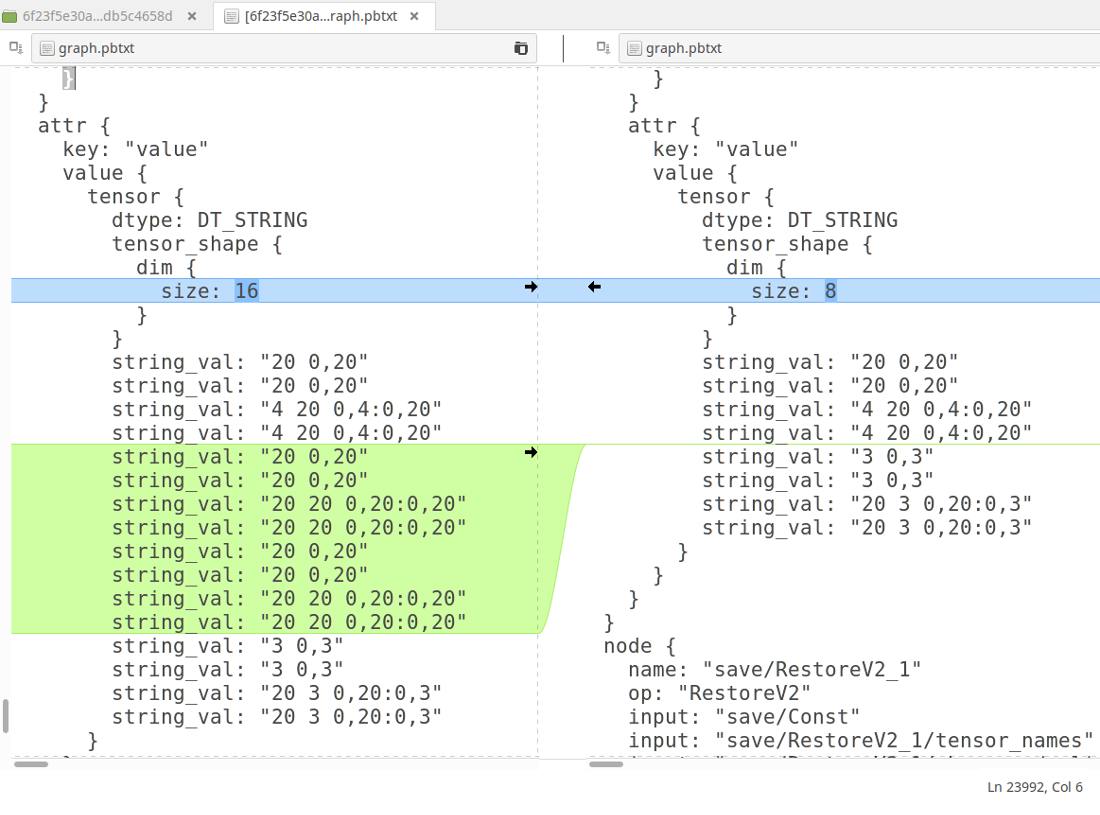 6f23f5e30a...db5c4658d
[6f23f5e30a...raph.pbtxt
graph.pbtxt
}
}
attr {
key: "value"
value {
tensor {
dtype: DT_STRING
tensor_shape {
dim {
size: 16
}
}
string_val: "20 0,20"
string_val: "20 0,20"
string_val: "4 20 0,4:0,20"
string_val: "4 20 0,4:0,20"
string_val: "20 0,20"
string_val: "20 0,20"
string_val: "20 20 0,20:0,20"
string_val: "20 20 0,20:0,20"
string_val: "20 0,20"
string_val: "20 0,20"
string_val: "20 20 0,20:0,20"
string_val: "20 20 0,20:0,20"
string_val: "3 0,3"
string_val: "3 0,3"
string_val: "20 3 0,20:0,3"
string_val: "20 3 0,20:0,3"
}
graph.pbtxt
}
}
attr {
key: "value"
value {
tensor {
dtype: DT_STRING
tensor_shape {
dim {
size: 8
}
}
string_val: "20 0,20"
string_val: "20 0,20"
string_val: "4 20 0,4:0,20"
string_val: "4 20 0,4:0,20"
string_val: "3 0,3"
string_val: "3 0,3"
string_val: "20 3 0,20:0,3"
string_val: "20 3 0,20:0,3"
}
}
}
}
node {
name: "save/RestoreV2_1"
op: "RestoreV2"
input: "save/Const"
input: "save/RestoreV2_1/tensor_names"
Ln 23992, Col 6